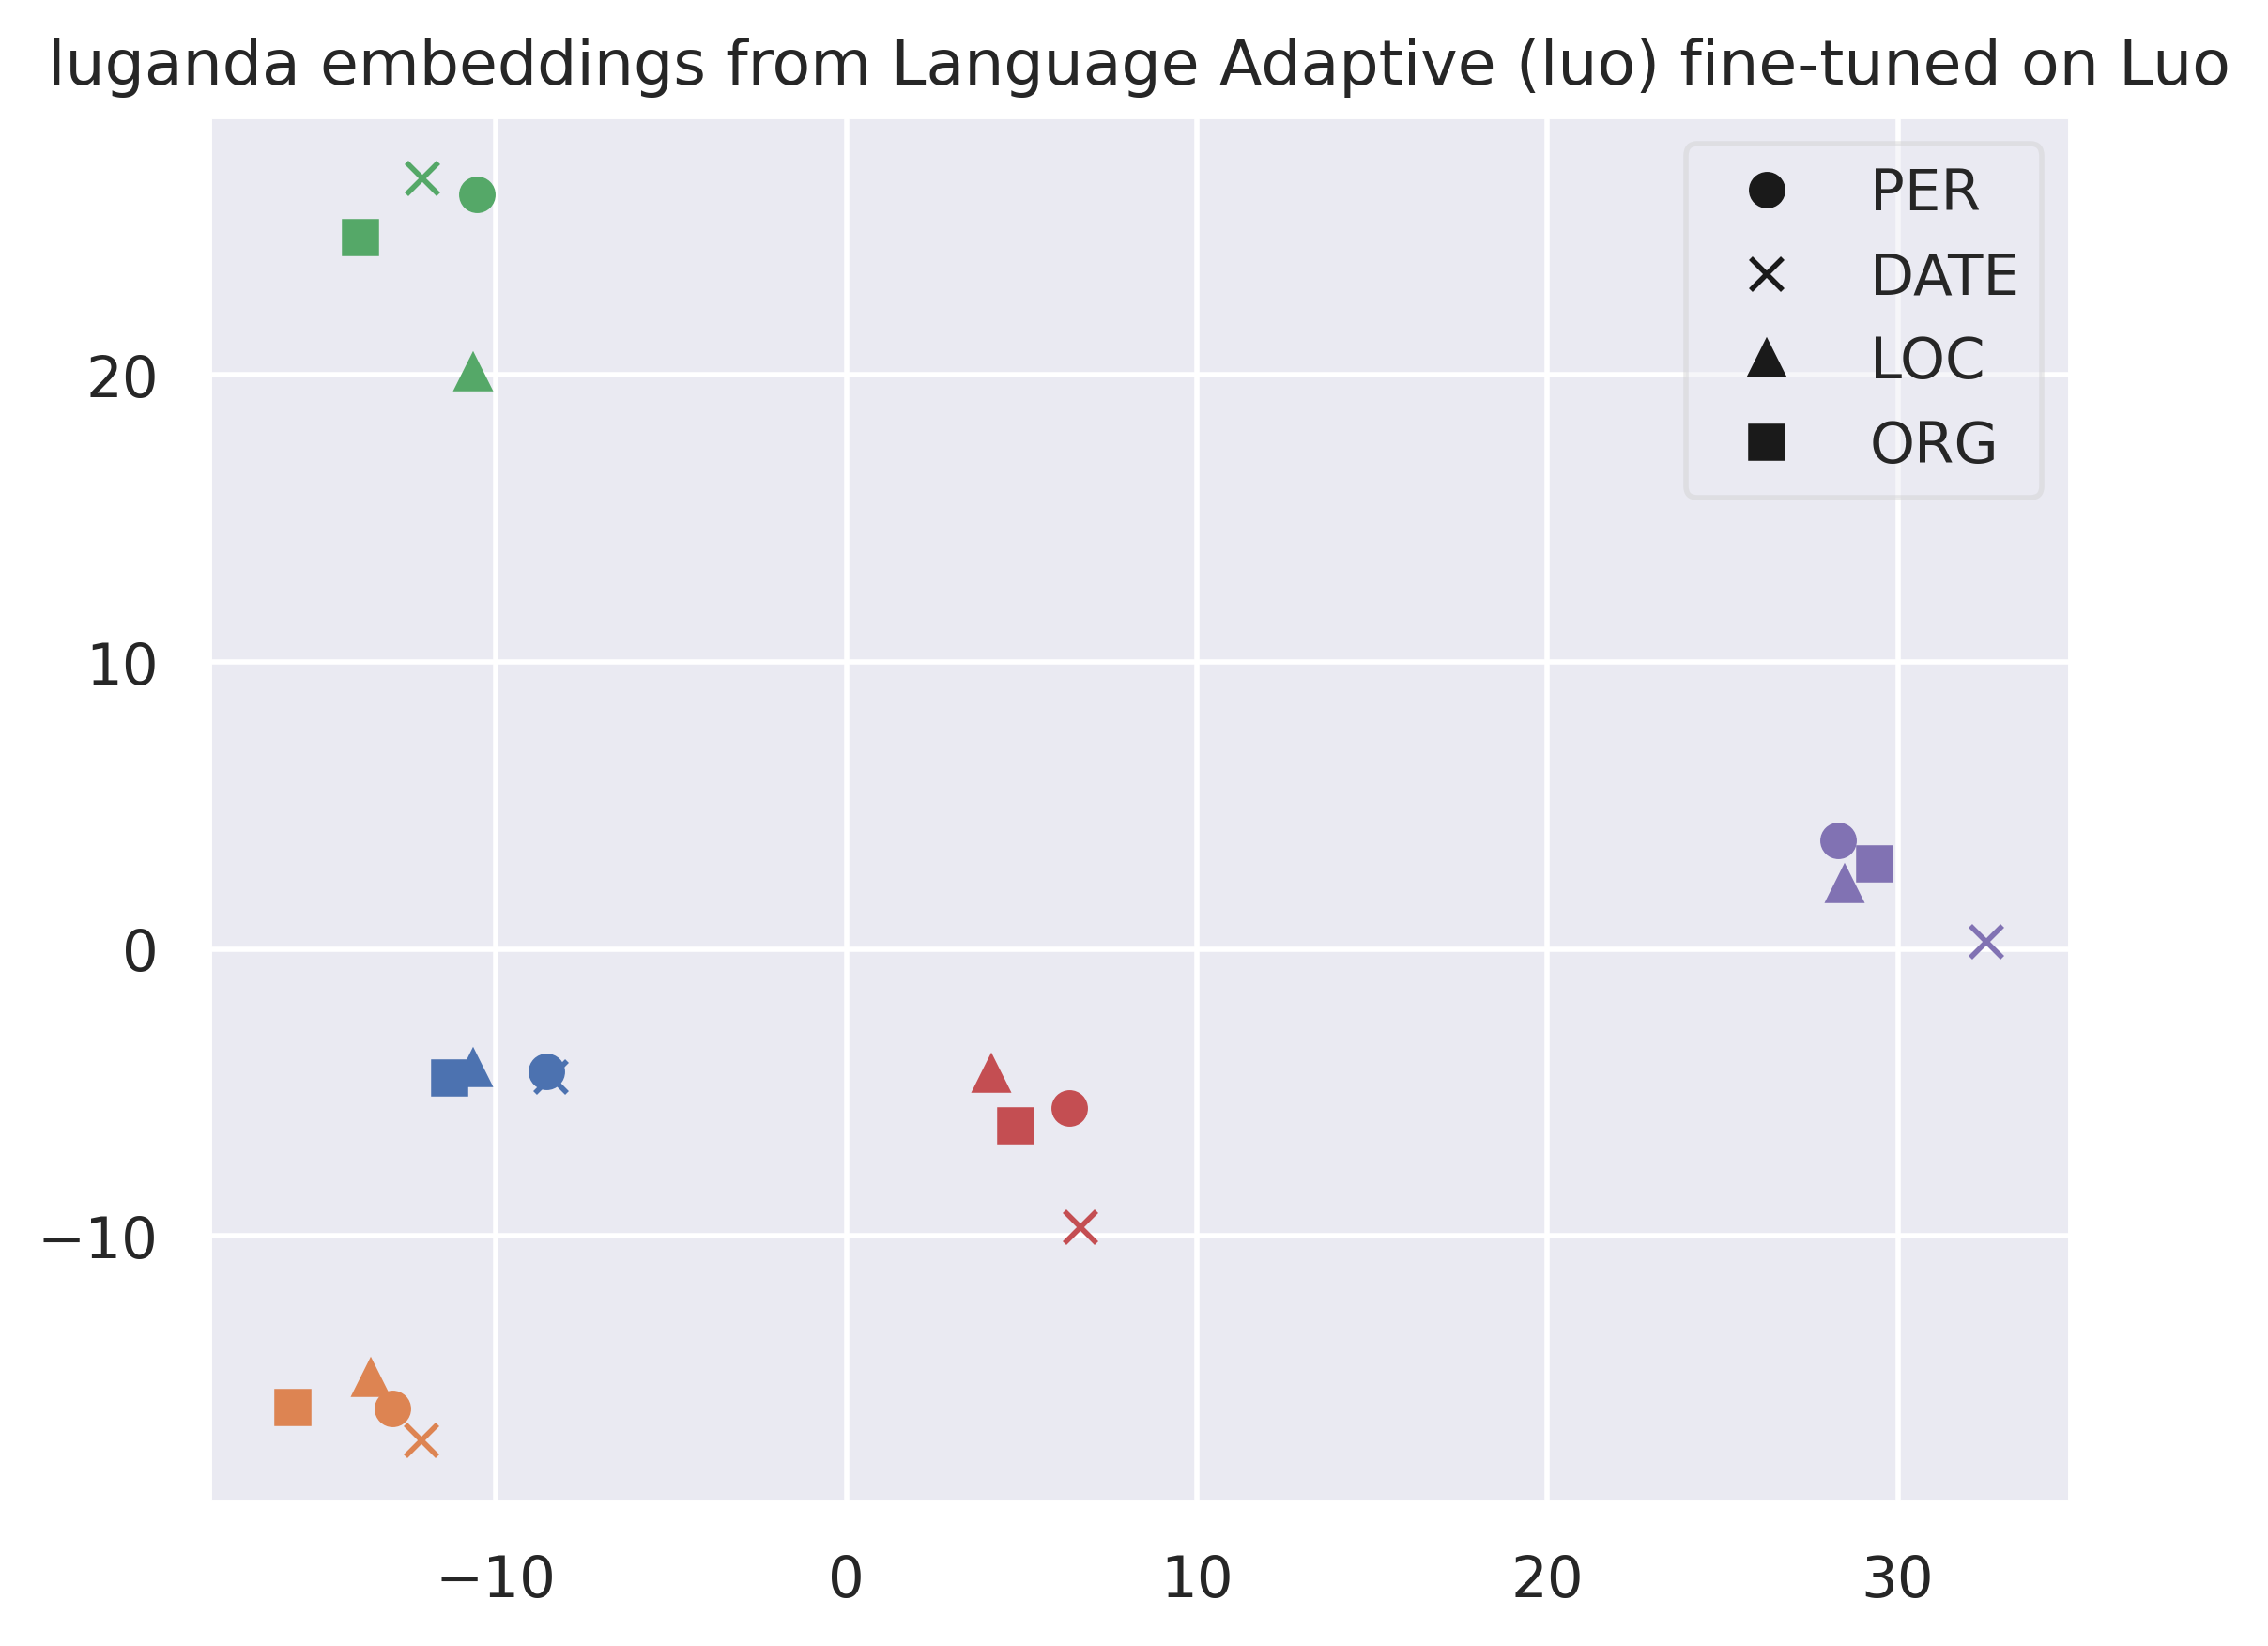 luganda embeddings from Language Adaptive (luo) fine-tuned on Luo
PER
DATE
LOC
ORG
20
10
0
−10
−10 0 10 20 30